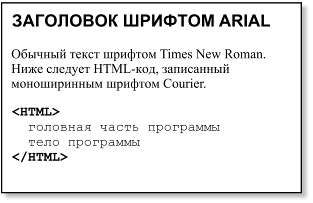 ЗАГОЛОВОК ШРИФТОМ ARIAL
Обычный текст шрифтом Times New Roman.
Ниже следует HTML-код, записанный
моноширинным шрифтом Courier.
<HTML>
головная часть программы
тело программы
</HTML>